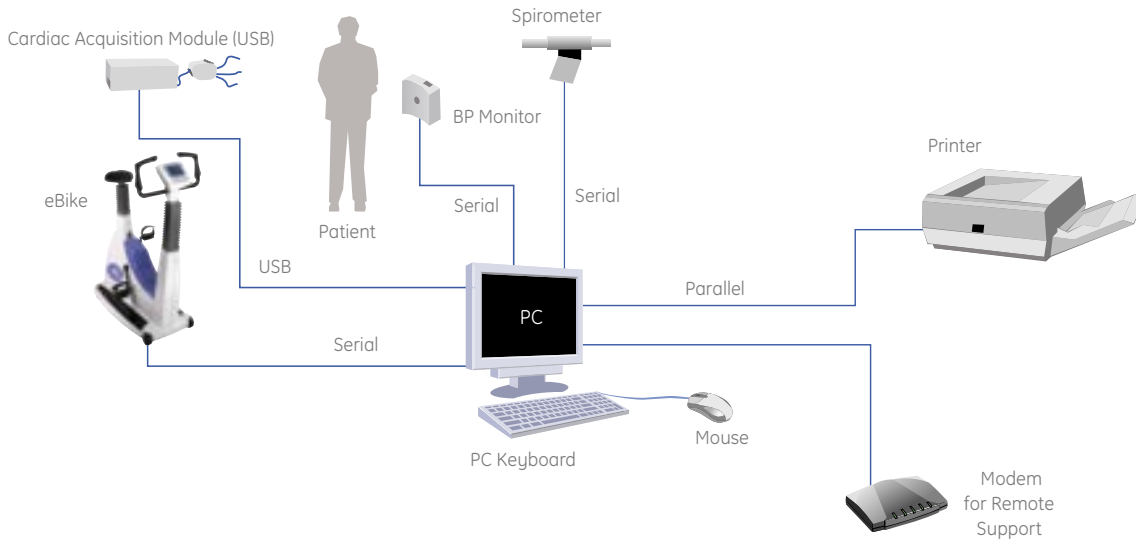 Spirometer
Cardiac Acquisition Module (USB)
BP Monitor
Printer
eBike
Serial
Serial
Patient
USB
Parallel
PC
Serial
Mouse
PC Keyboard
Modem
for Remote
Support